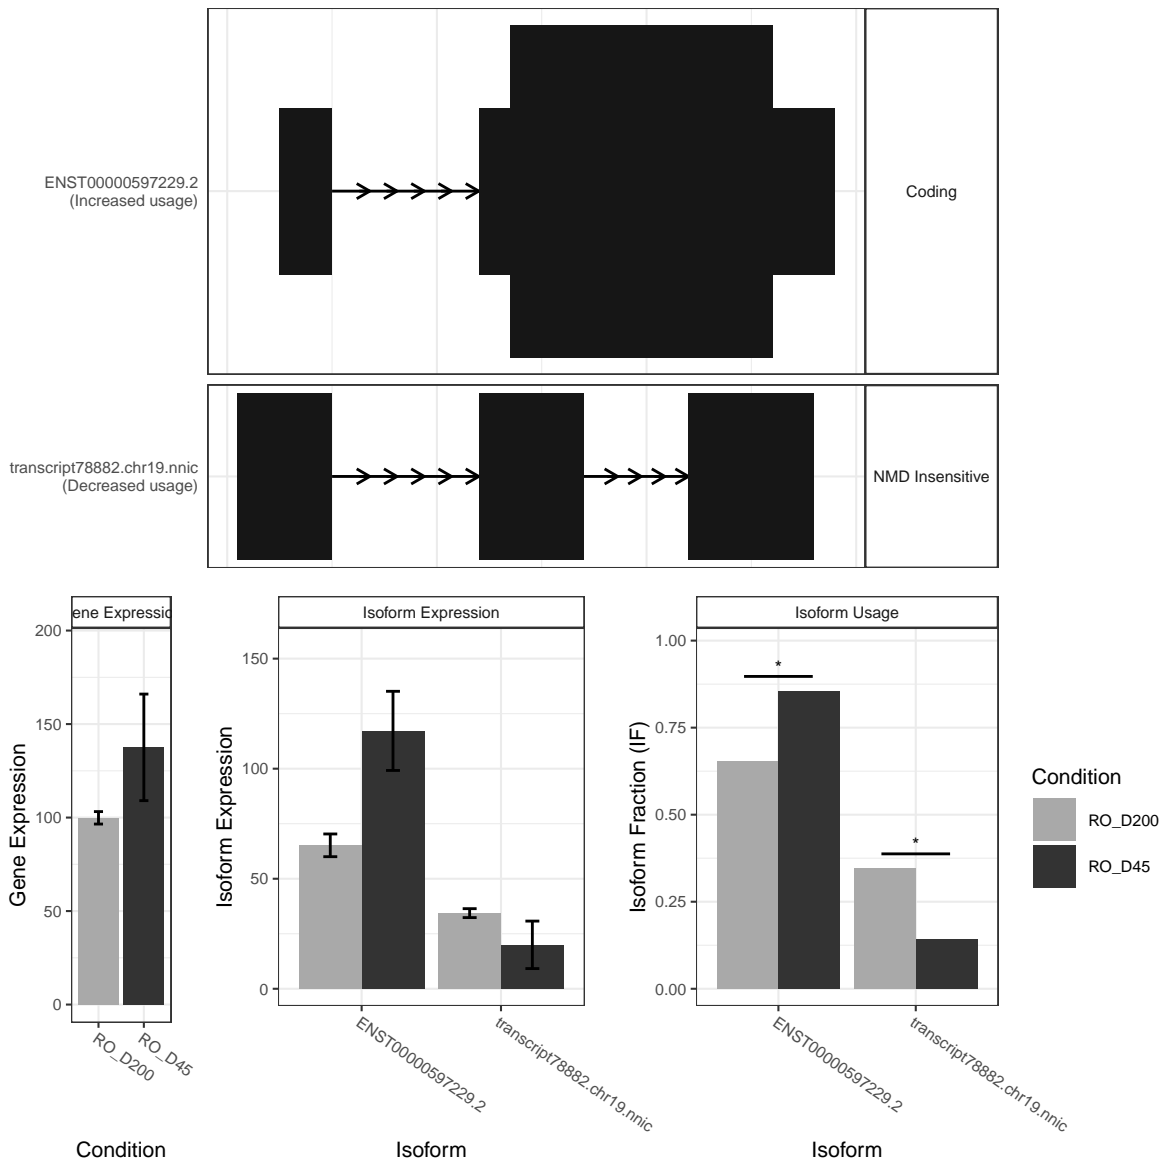 ENST00000597229.2
(Increased usage)
Coding
transcript78882.chr19.nnic
(Decreased usage)
NMD Insensitive
ene Expressio
Isoform Expression
Isoform Usage
Gene Expression
200
150
100
50
0
RO_D200
RO_D45
Condition
Isoform Expression
150
100
50
0
ENST00000597229.2
transcript78882.chr19.nnic
Isoform
Isoform Fraction (IF)
1.00
0.75
0.50
0.25
0.00
*
*
ENST00000597229.2
transcript78882.chr19.nnic
Isoform
Condition
RO_D200
RO_D45